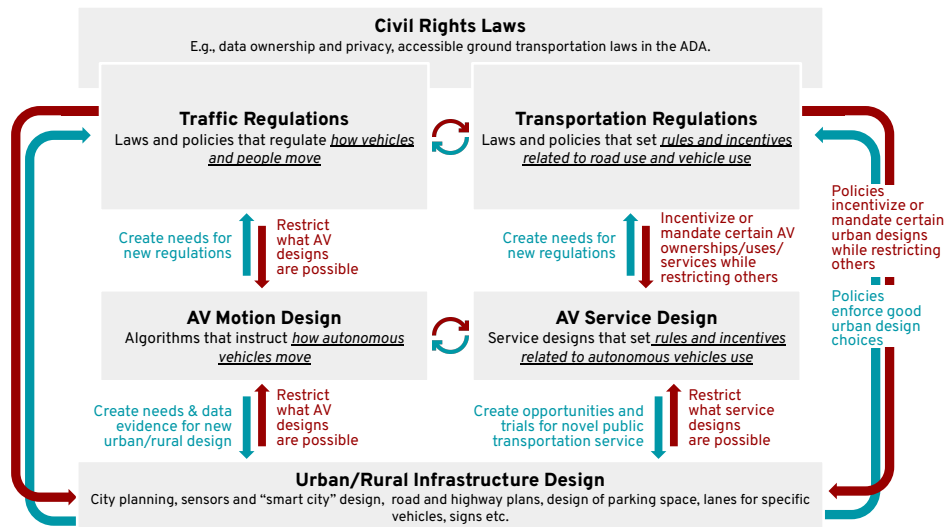 Civil Rights Laws
E.g., data ownership and privacy, accessible ground transportation laws in the ADA.
Traffic Regulations
Laws and policies that regulate how vehicles
and people move
Transportation Regulations
Laws and policies that set rules and incentives
related to road use and vehicle use
Create needs for
new regulations
Restrict
what AV
designs
are possible
Create needs for
new regulations
Incentivize or
mandate certain AV
ownerships/uses/
services while
restricting others
Policies
incentivize or
mandate certain
urban designs
while restricting
others
Policies
enforce good
urban design
choices
AV Motion Design
Algorithms that instruct how autonomous
vehicles move
AV Service Design
Service designs that set rules and incentives
related to autonomous vehicles use
Create needs & data
evidence for new
urban/rural design
Restrict
what AV
designs
are possible
Create opportunities and
trials for novel public
transportation service
Restrict
what service
designs
are possible
Urban/Rural Infrastructure Design
City planning, sensors and “smart city” design, road and highway plans, design of parking space, lanes for specific
vehicles, signs etc.